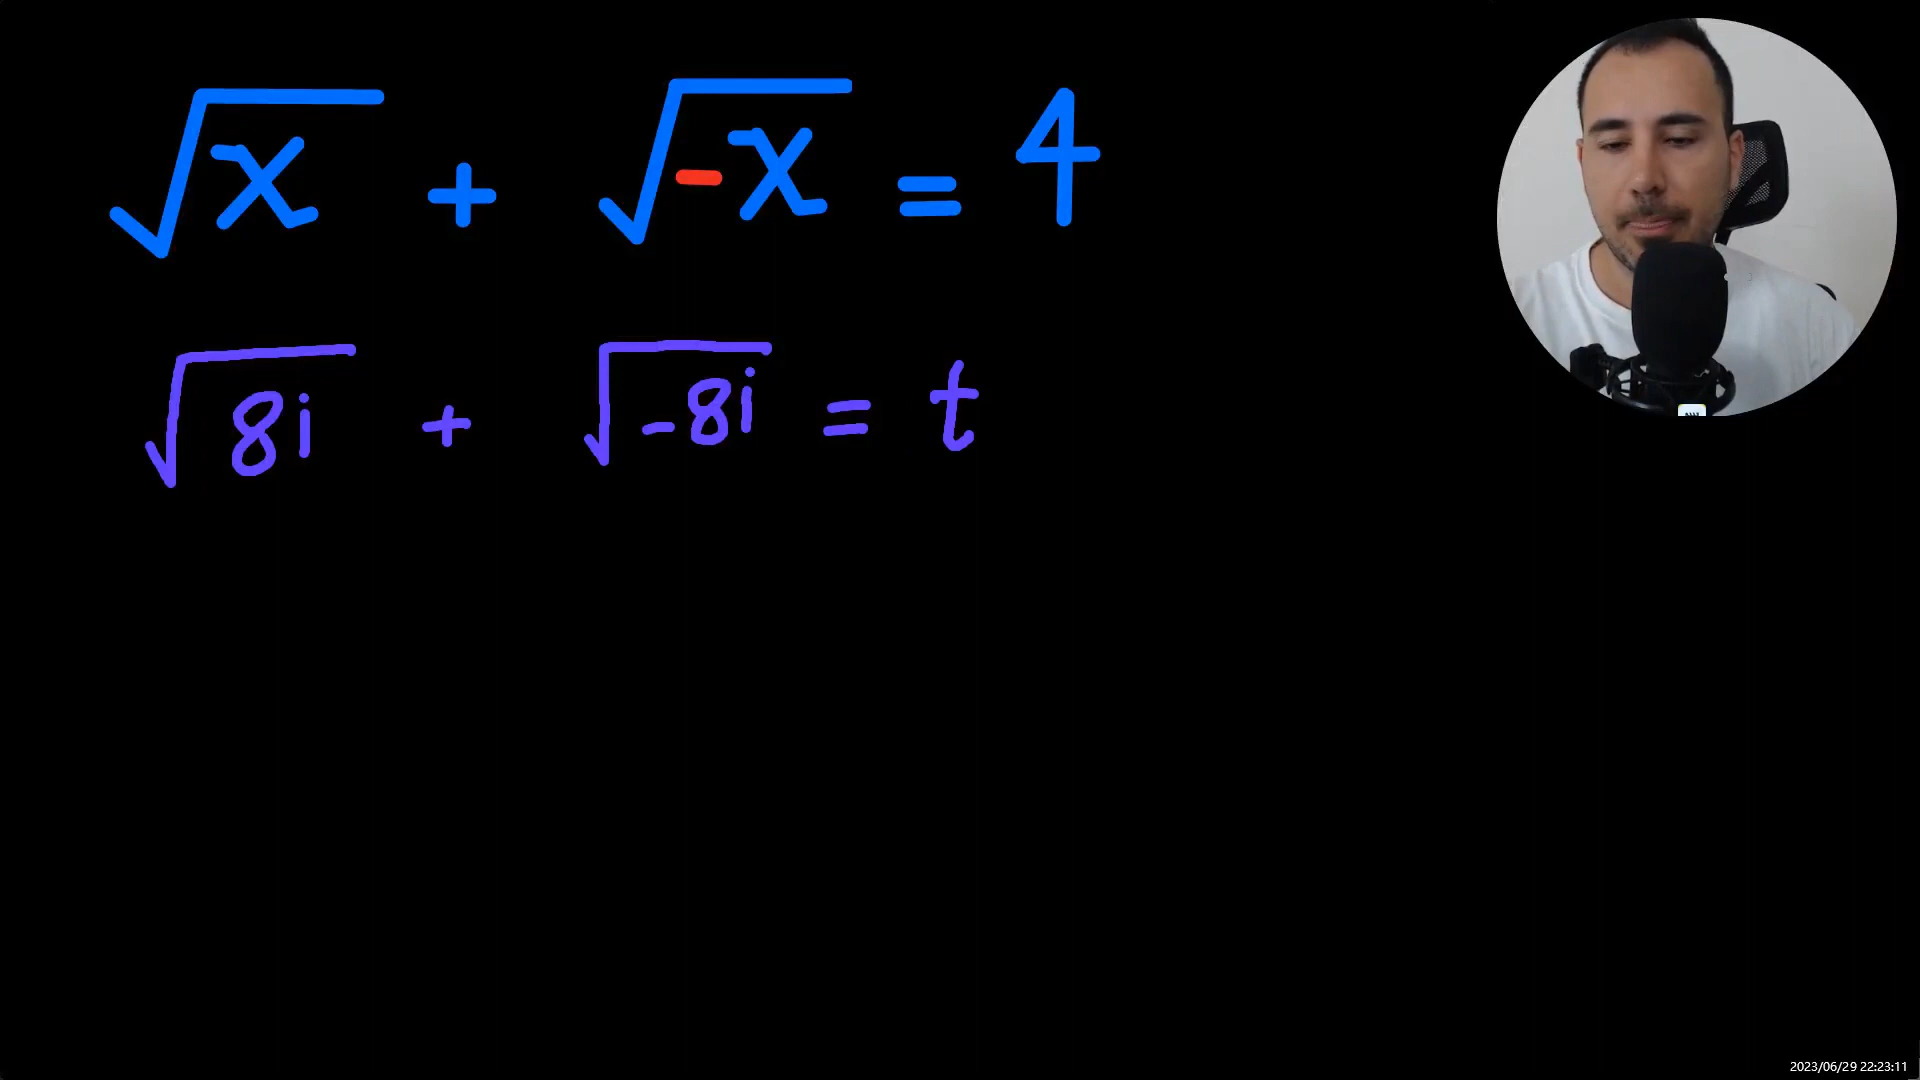 √x + √-x = 4
√8i + √-8i = t
2023/06/29 22:23:11